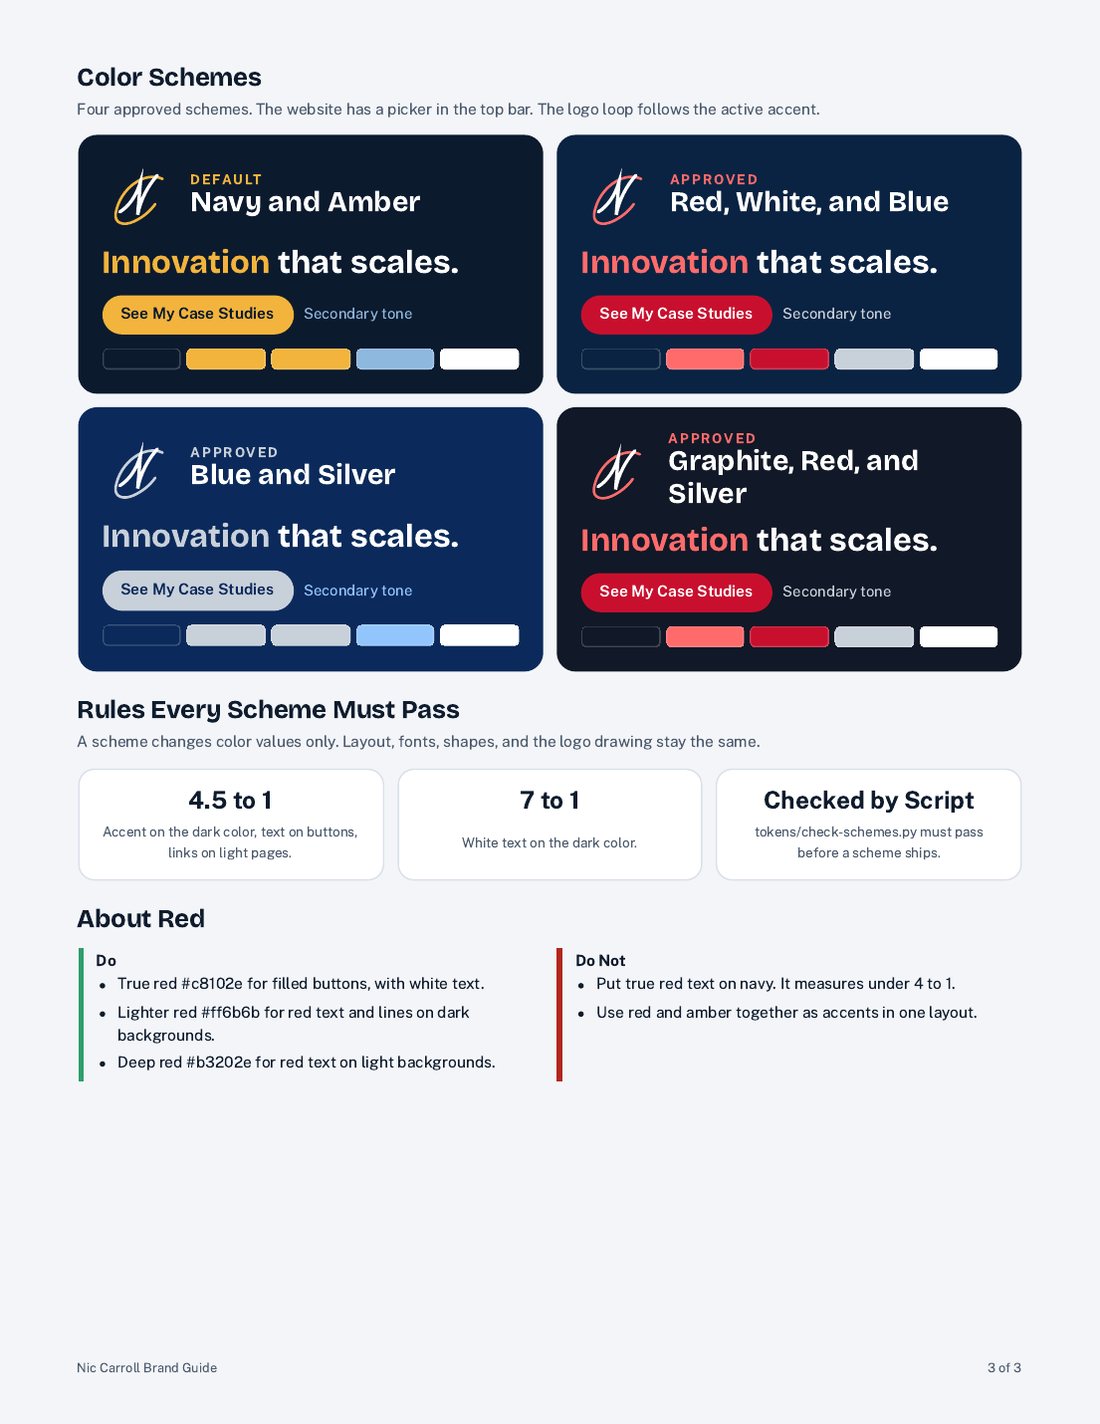 Color Schemes
Four approved schemes. The website has a picker in the top bar. The logo loop follows the active accent.
DEFAULT
Navy and Amber
Innovation that scales.
See My Case Studies
Secondary tone
APPROVED
Red, White, and Blue
Innovation that scales.
See My Case Studies
Secondary tone
APPROVED
Blue and Silver
Innovation that scales.
See My Case Studies
Secondary tone
APPROVED
Graphite, Red, and
Silver
Innovation that scales.
See My Case Studies
Secondary tone
Rules Every Scheme Must Pass
A scheme changes color values only. Layout, fonts, shapes, and the logo drawing stay the same.
4.5 to 1
Accent on the dark color, text on buttons,
links on light pages.
7 to 1
White text on the dark color.
Checked by Script
tokens/check-schemes.py must pass
before a scheme ships.
About Red
Do
• True red #c8102e for filled buttons, with white text.
• Lighter red #ff6b6b for red text and lines on dark
backgrounds.
• Deep red #b3202e for red text on light backgrounds.
Do Not
• Put true red text on navy. It measures under 4 to 1.
• Use red and amber together as accents in one layout.
Nic Carroll Brand Guide
3 of 3